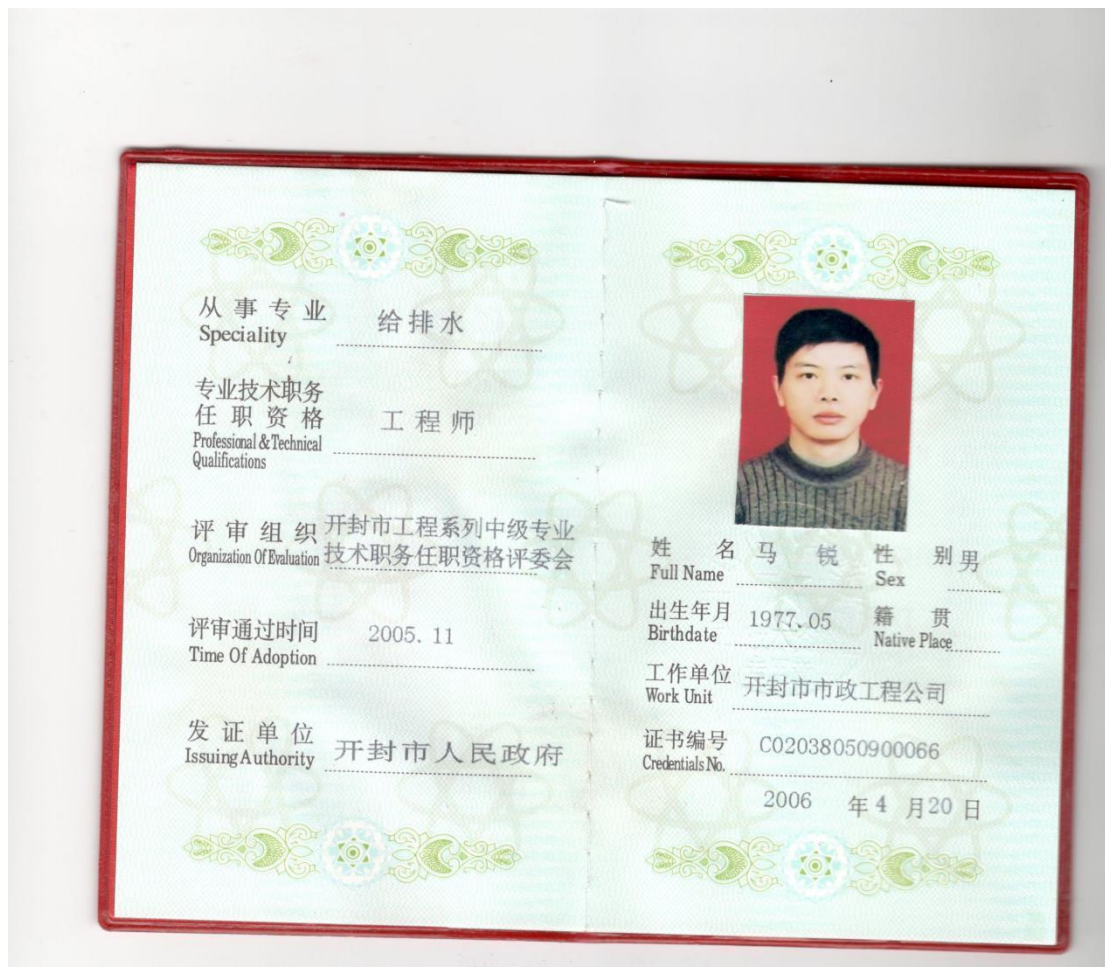 从事专业 给排水
Speciality
专业技术职务
任职资格 工程师
Professional & Technical
Qualifications
评审组织 开封市工程系列中级专业
Organization Of Evaluation 技术职务任职资格评委会
评审通过时间 2005. 11
Time Of Adoption
发证单位 开封市人民政府
Issuing Authority
姓名 马锐 性别 男
Full Name Sex
出生年月 1977.05 籍贯
Birthdate Native Place
工作单位 开封市市政工程公司
Work Unit
证书编号 C02038050900066
Credentials No.
2006 年 4 月 20 日